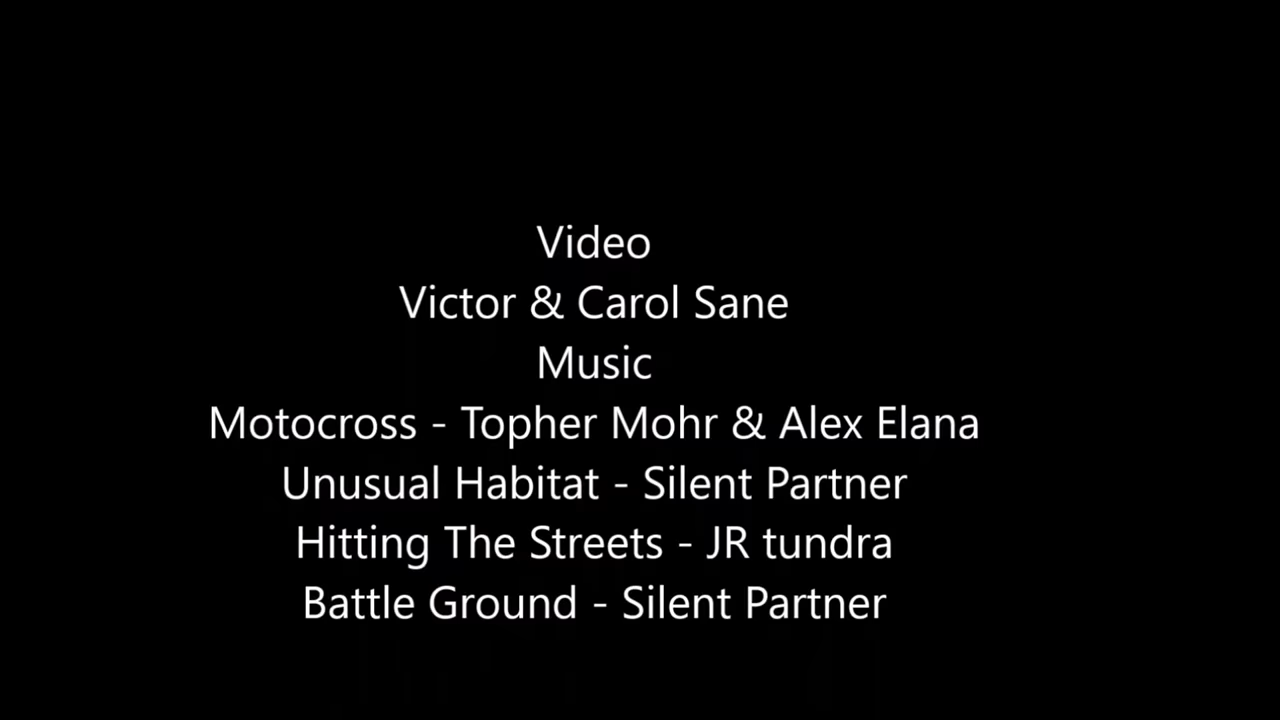 Video
Victor & Carol Sane
Music
Motocross - Topher Mohr & Alex Elana
Unusual Habitat - Silent Partner
Hitting The Streets - JR tundra
Battle Ground - Silent Partner